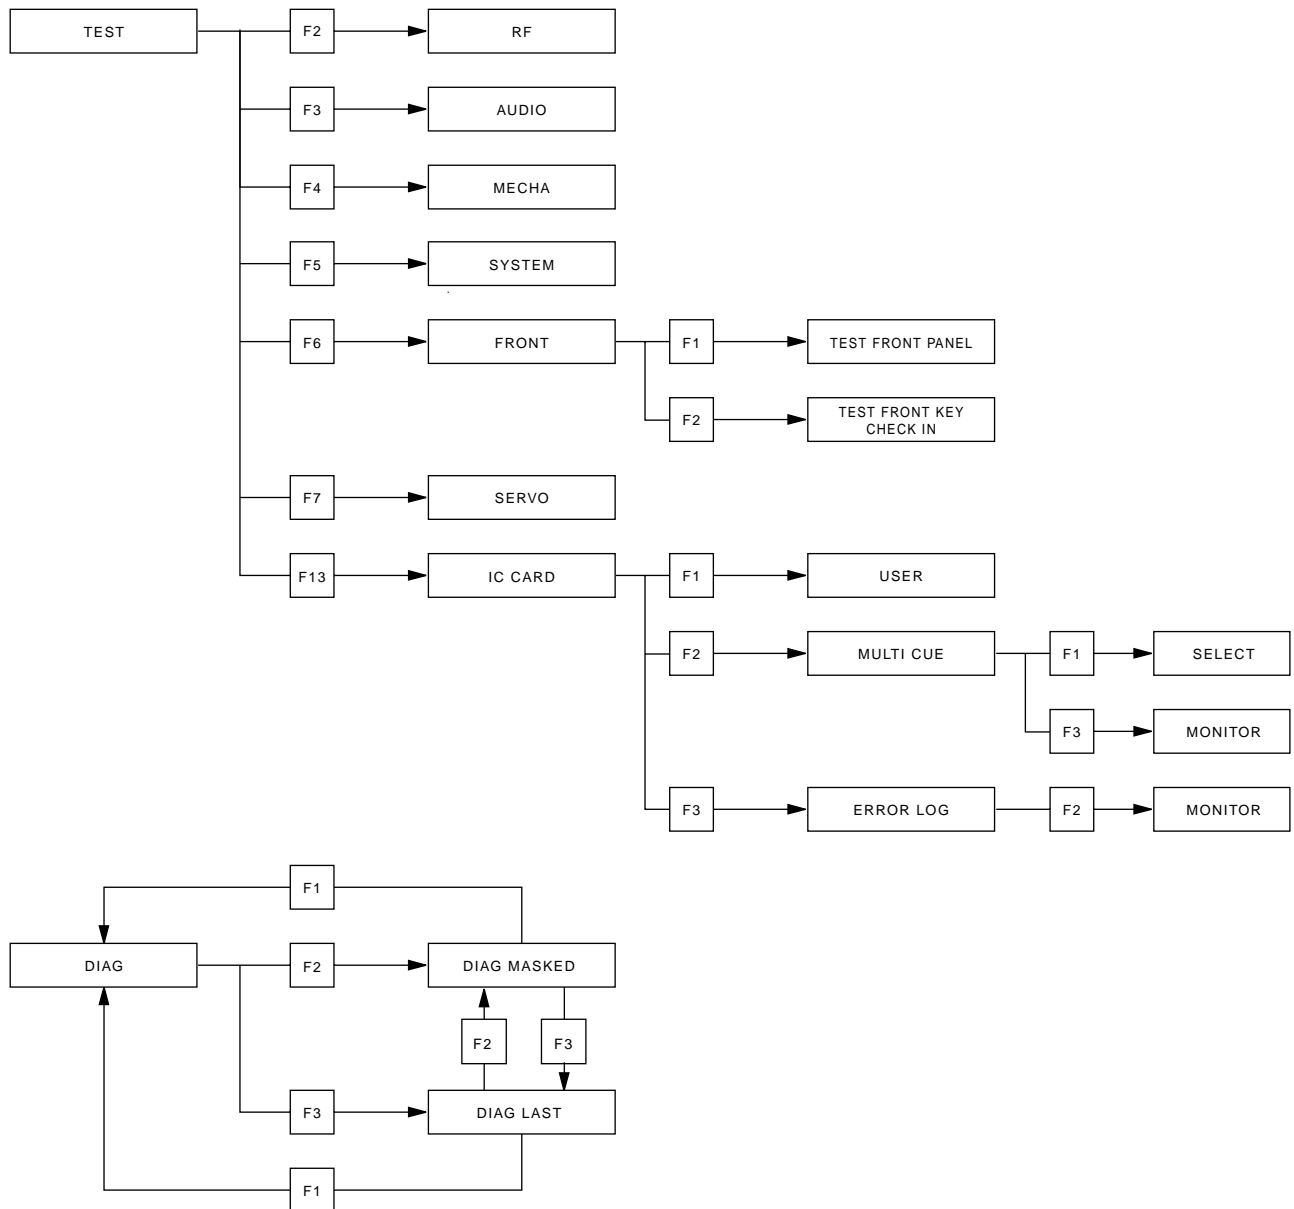 TEST
F2
RF
F3
AUDIO
F4
MECHA
F5
SYSTEM
F6
FRONT
F1
TEST FRONT PANEL
F2
TEST FRONT KEY
CHECK IN
F7
SERVO
F13
IC CARD
F1
USER
F2
MULTI CUE
F1
SELECT
F3
MONITOR
F3
ERROR LOG
F2
MONITOR
F1
DIAG
F2
DIAG MASKED
F2
F3
F3
DIAG LAST
F1